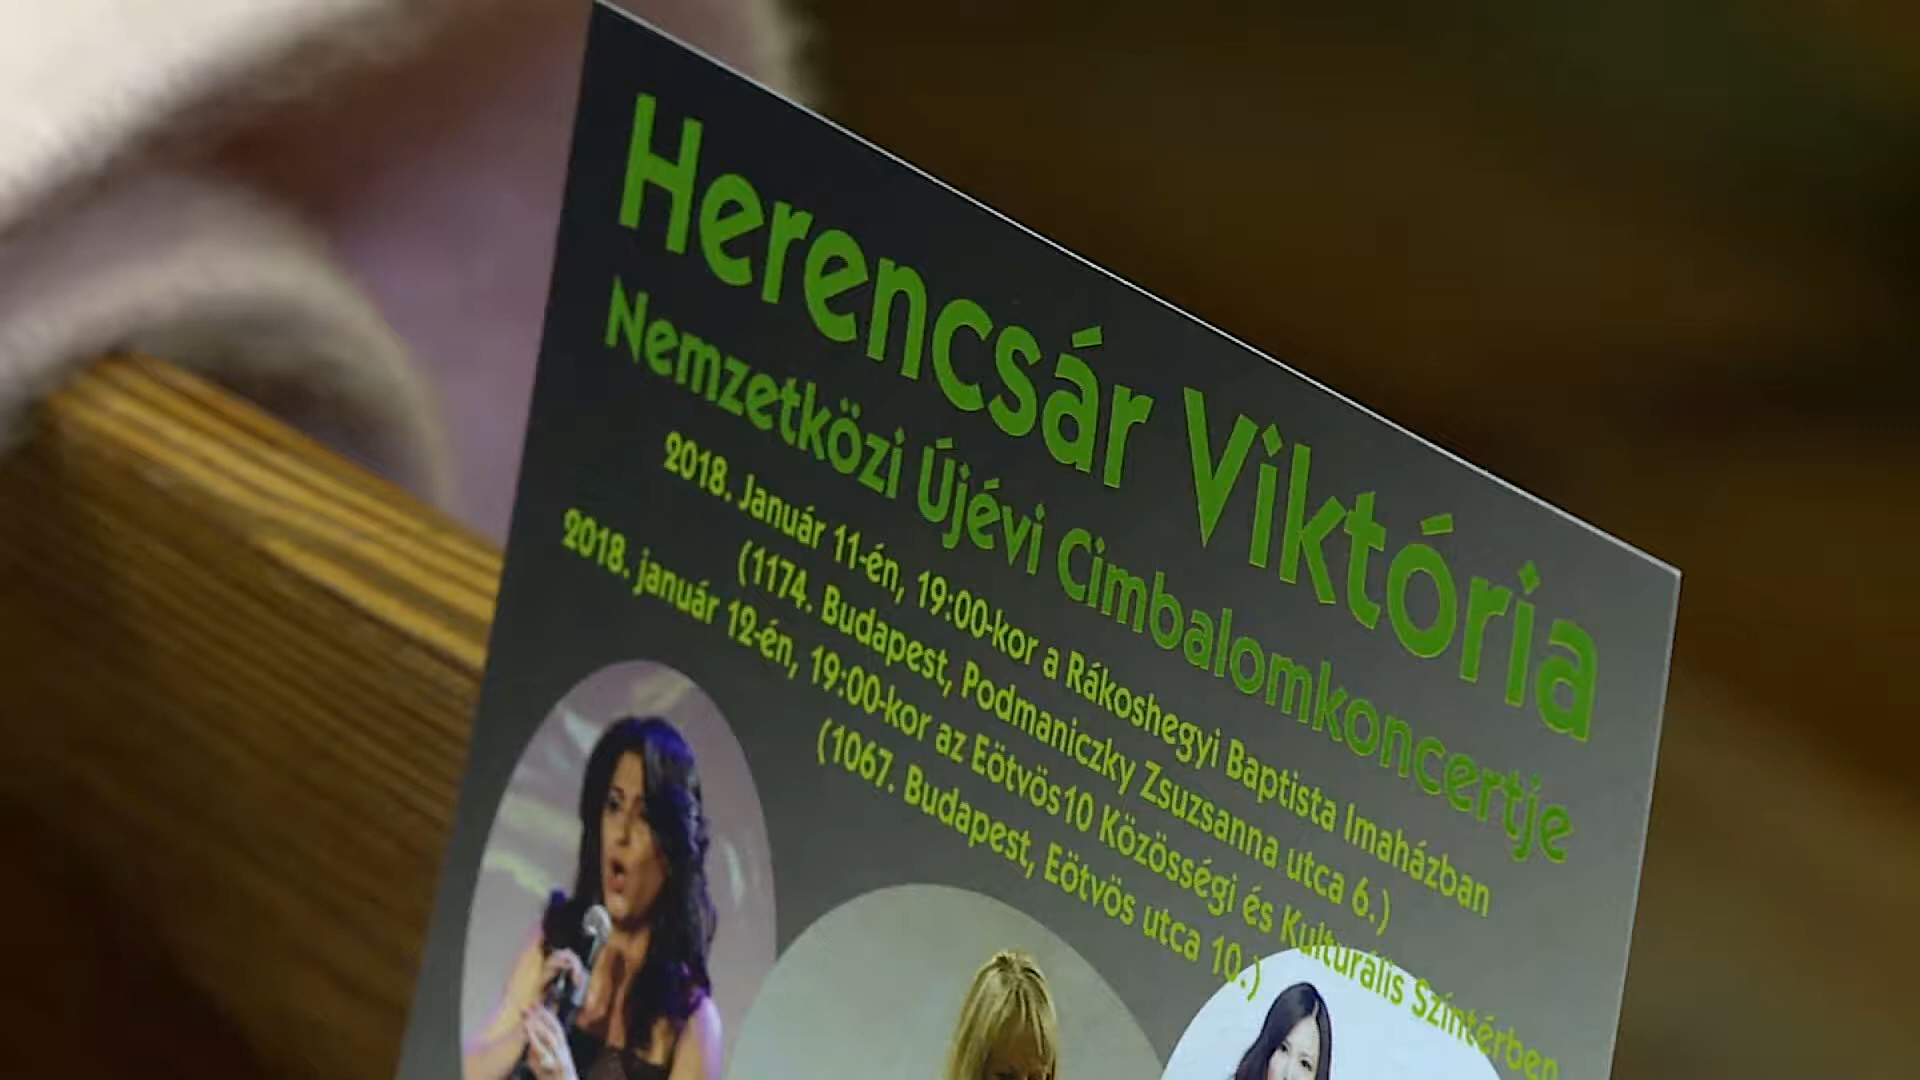 Herencsár Viktória
Nemzetközi Újévi Cimbalomkoncertje
2018. Január 11-én, 19:00-kor a Rákoshegyi Baptista Imaházban
(1174. Budapest, Podmaniczky Zsuzsanna utca 6.)
2018. január 12-én, 19:00-kor az Eötvös10 Közösségi és Kulturális Színtérben
(1067. Budapest, Eötvös utca 10.)